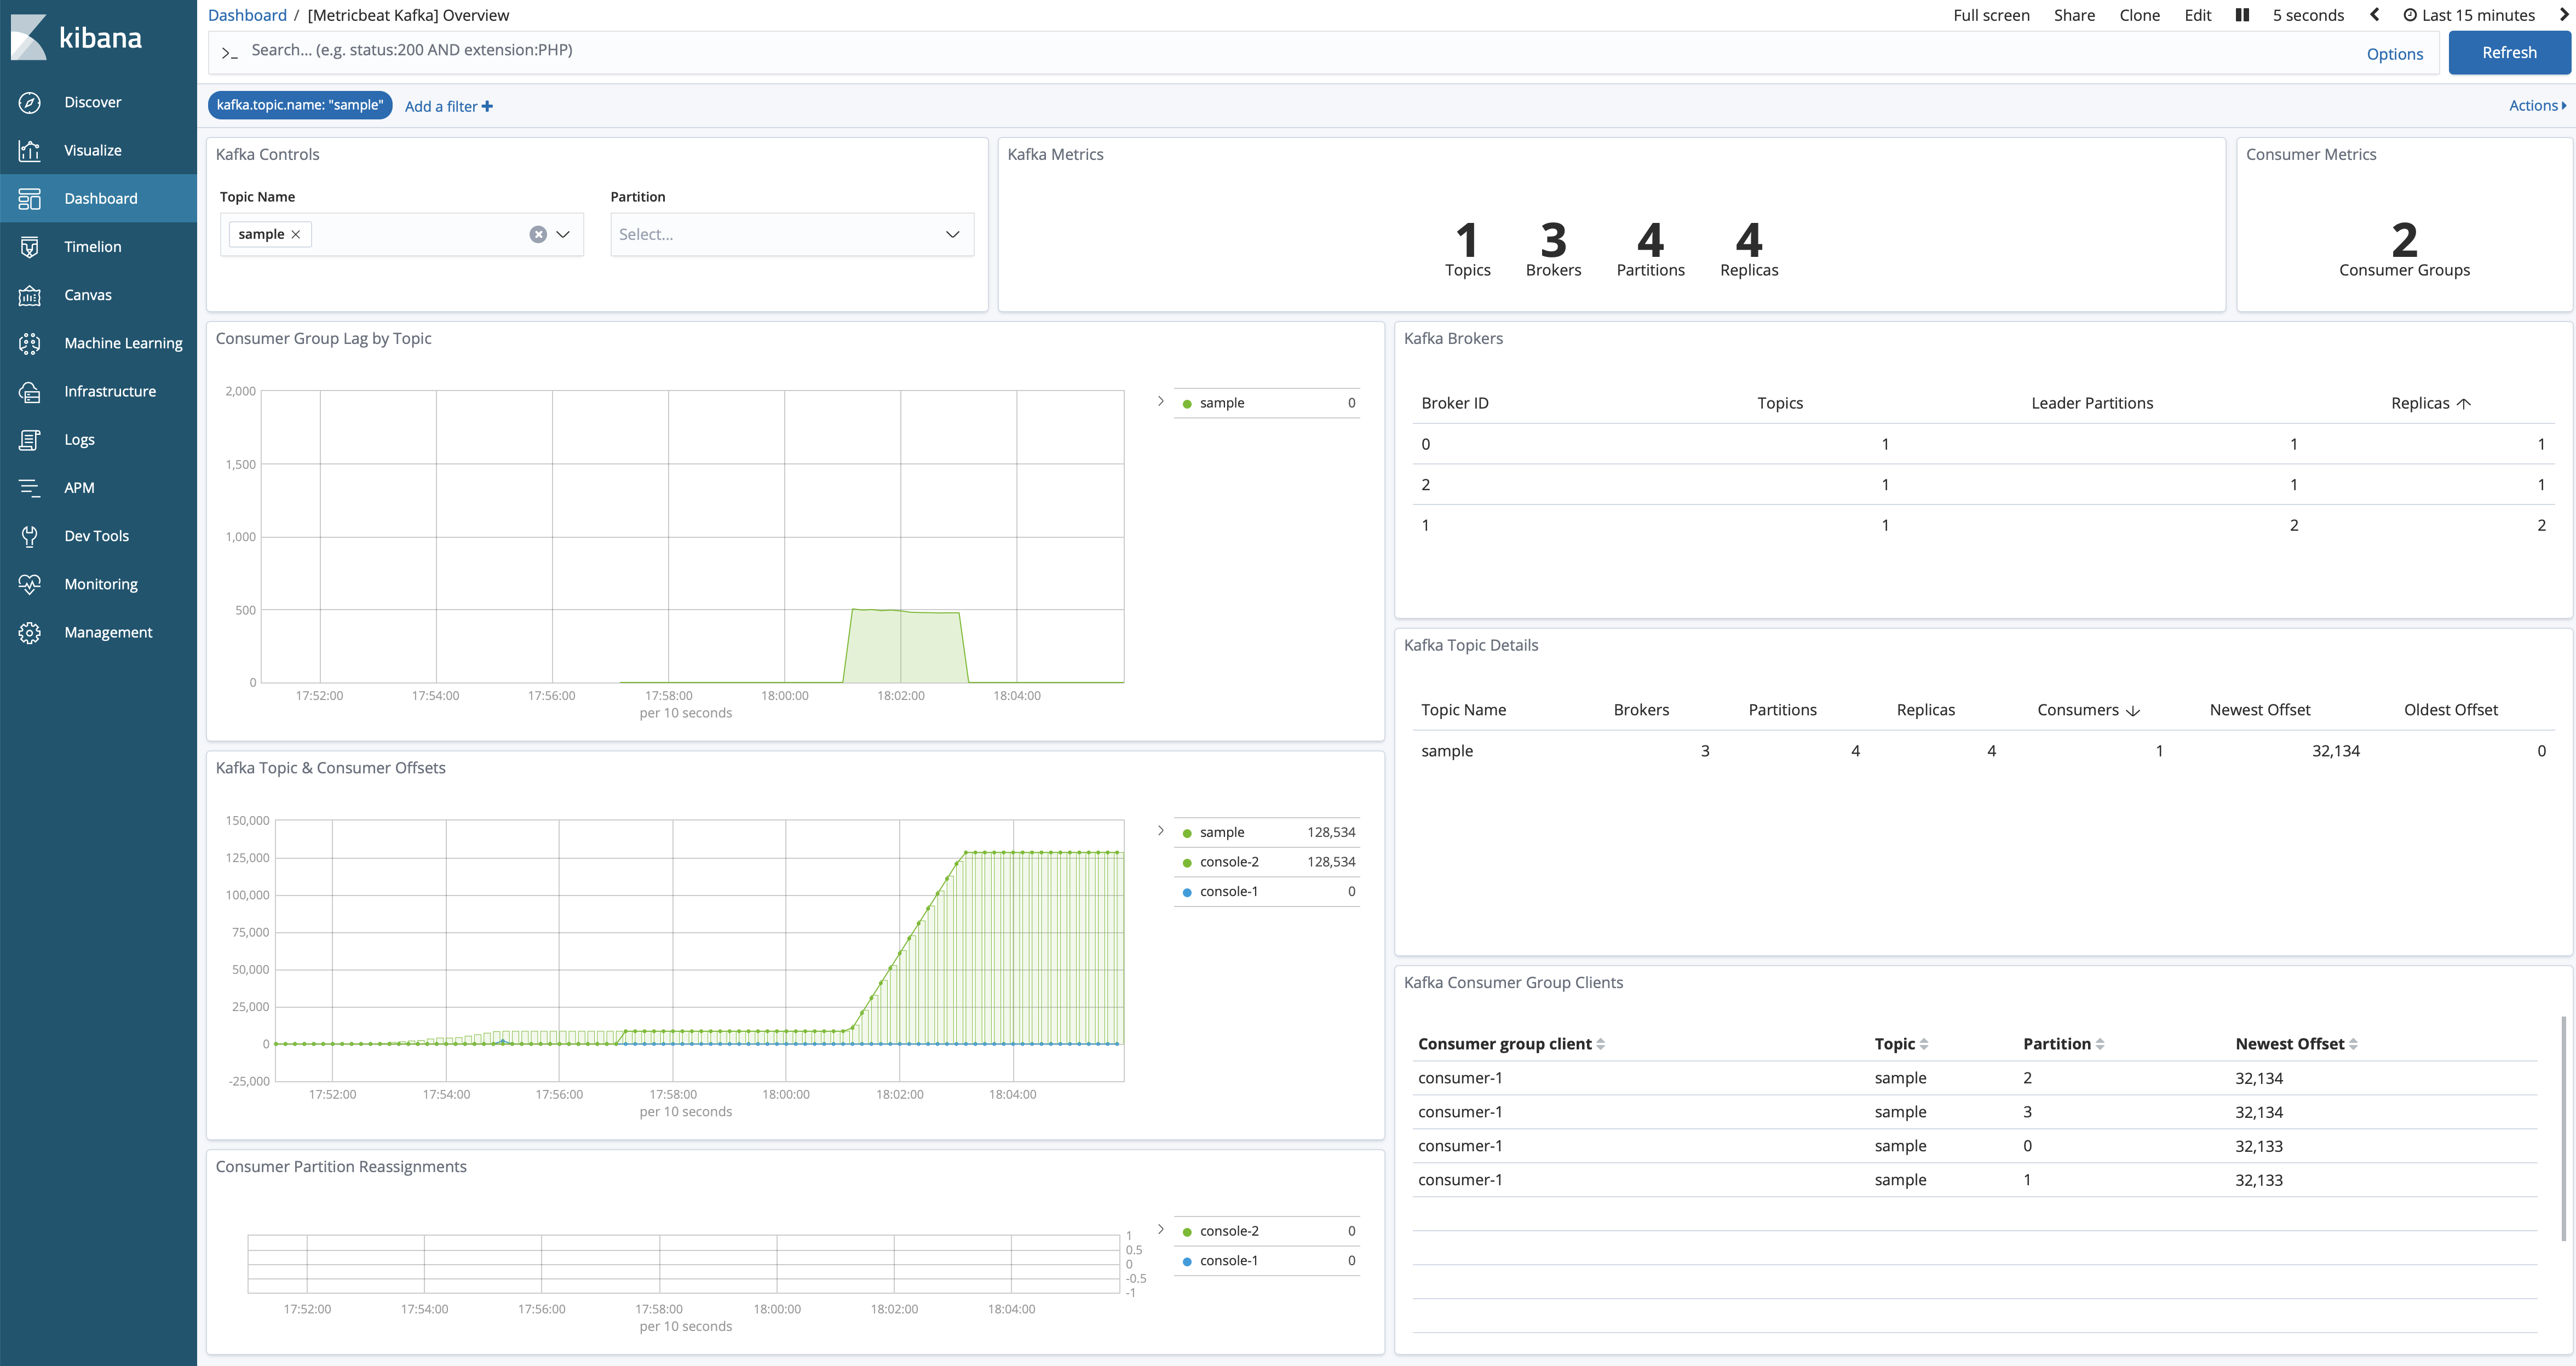 kibana
Discover
Visualize
Dashboard
Timelion
Canvas
Machine Learning
Infrastructure
Logs
APM
Dev Tools
Monitoring
Management
Dashboard / [Metricbeat Kafka] Overview
Full screen Share Clone Edit 5 seconds Last 15 minutes
>_ Search... (e.g. status:200 AND extension:PHP) Options Refresh
kafka.topic.name: "sample" Add a filter + Actions
Kafka Controls
Topic Name Partition
sample × Select...
Kafka Metrics
1 3 4 4
Topics Brokers Partitions Replicas
Consumer Metrics
2
Consumer Groups
Consumer Group Lag by Topic
2,000
1,500
1,000
500
0
17:52:00 17:54:00 17:56:00 17:58:00 18:00:00 18:02:00 18:04:00
per 10 seconds
sample 0
Kafka Brokers
Broker ID Topics Leader Partitions Replicas
0 1 1 1
2 1 1 1
1 1 2 2
Kafka Topic Details
Topic Name Brokers Partitions Replicas Consumers Newest Offset Oldest Offset
sample 3 4 4 1 32,134 0
Kafka Topic & Consumer Offsets
150,000
125,000
100,000
75,000
50,000
25,000
0
-25,000
17:52:00 17:54:00 17:56:00 17:58:00 18:00:00 18:02:00 18:04:00
per 10 seconds
sample 128,534
console-2 128,534
console-1 0
Kafka Consumer Group Clients
Consumer group client Topic Partition Newest Offset
consumer-1 sample 2 32,134
consumer-1 sample 3 32,134
consumer-1 sample 0 32,133
consumer-1 sample 1 32,133
Consumer Partition Reassignments
1
0.5
0
-0.5
-1
17:52:00 17:54:00 17:56:00 17:58:00 18:00:00 18:02:00 18:04:00
per 10 seconds
console-2 0
console-1 0